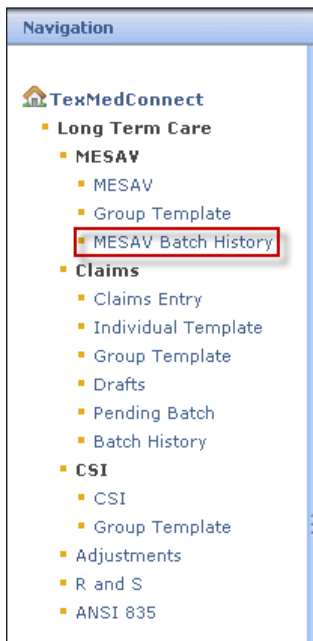 Navigation
TexMedConnect
Long Term Care
MESAV
MESAV
Group Template
MESAV Batch History
Claims
Claims Entry
Individual Template
Group Template
Drafts
Pending Batch
Batch History
CSI
CSI
Group Template
Adjustments
R and S
ANSI 835